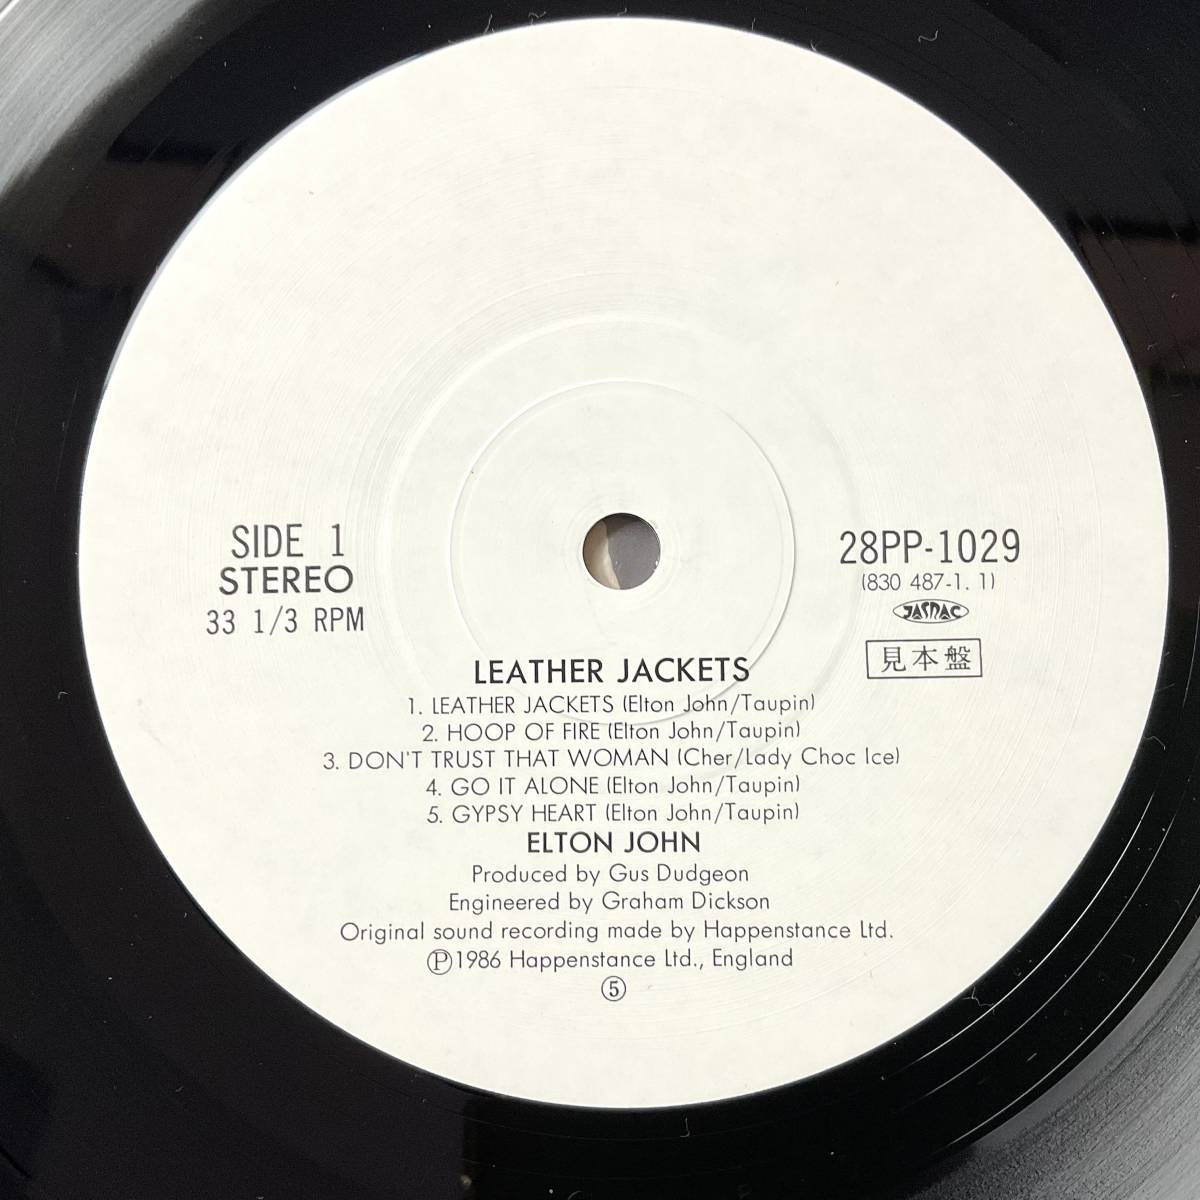 SIDE 1
STEREO
33 1/3 RPM
28PP-1029
(830 487-1. 1)
JASRAC
見本盤
LEATHER JACKETS
1. LEATHER JACKETS (Elton John/Taupin)
2. HOOP OF FIRE (Elton John/Taupin)
3. DON'T TRUST THAT WOMAN (Cher/Lady Choc Ice)
4. GO IT ALONE (Elton John/Taupin)
5. GYPSY HEART (Elton John/Taupin)
ELTON JOHN
Produced by Gus Dudgeon
Engineered by Graham Dickson
Original sound recording made by Happenstance Ltd.
Ⓟ1986 Happenstance Ltd., England
⑤